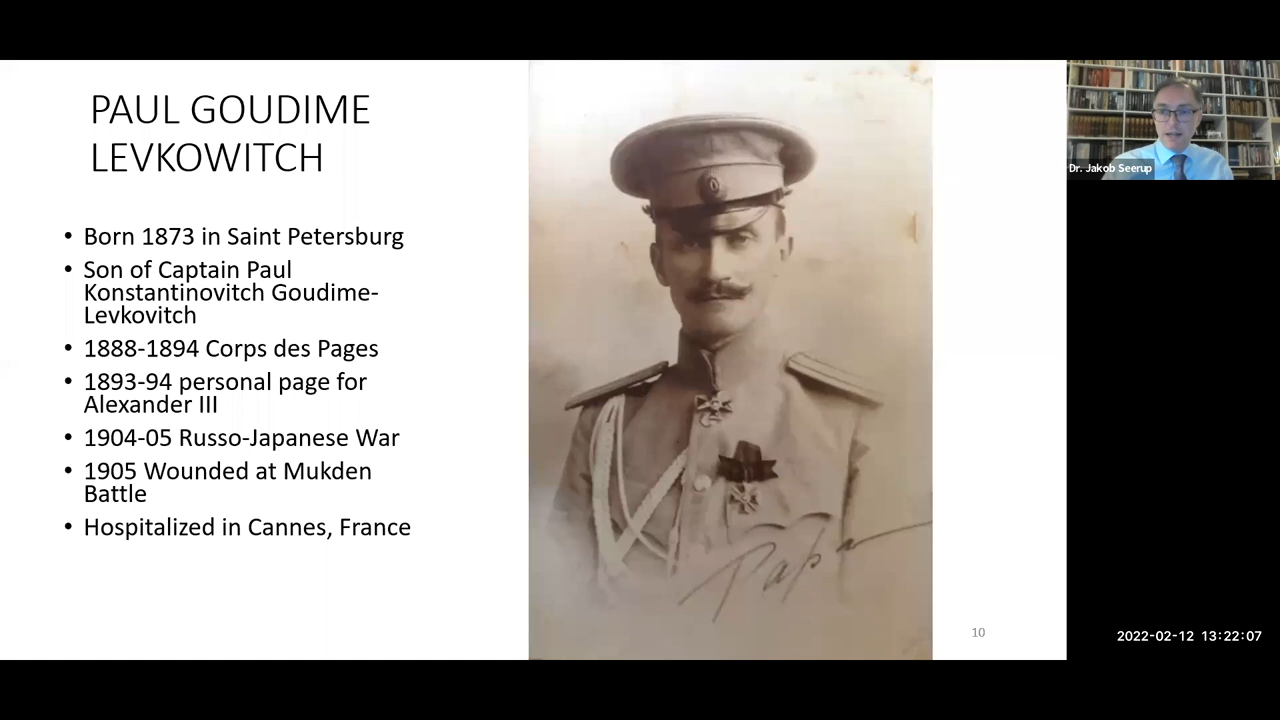 PAUL GOUDIME
LEVKOWITCH
• Born 1873 in Saint Petersburg
• Son of Captain Paul
Konstantinovitch Goudime-
Levkovitch
• 1888-1894 Corps des Pages
• 1893-94 personal page for
Alexander III
• 1904-05 Russo-Japanese War
• 1905 Wounded at Mukden
Battle
• Hospitalized in Cannes, France
Papa
10
Dr. Jakob Seerup
2022-02-12 13:22:07